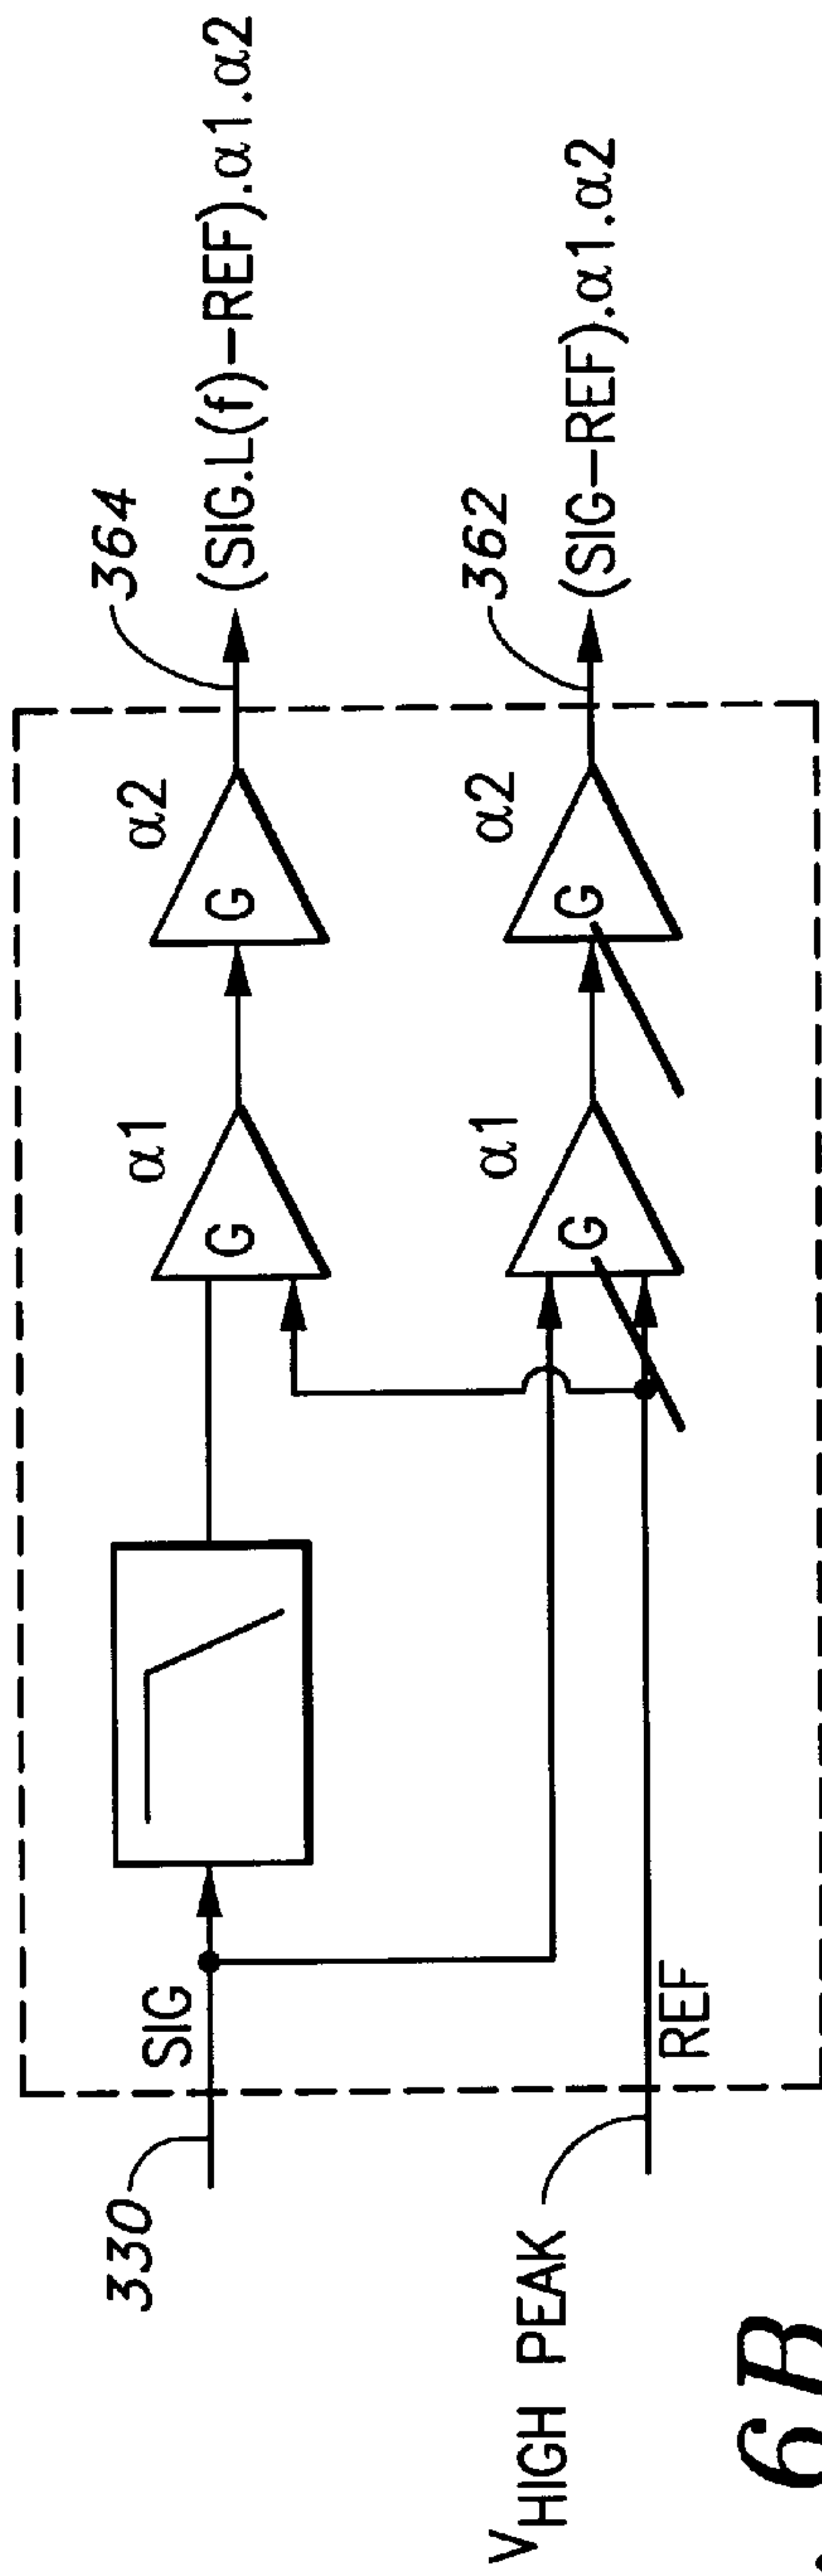 330
SIG
α1
G
α2
G
364
(SIG.L(f)-REF).α1.α2
VHIGH PEAK
REF
α1
G
α2
G
362
(SIG-REF).α1.α2
6B